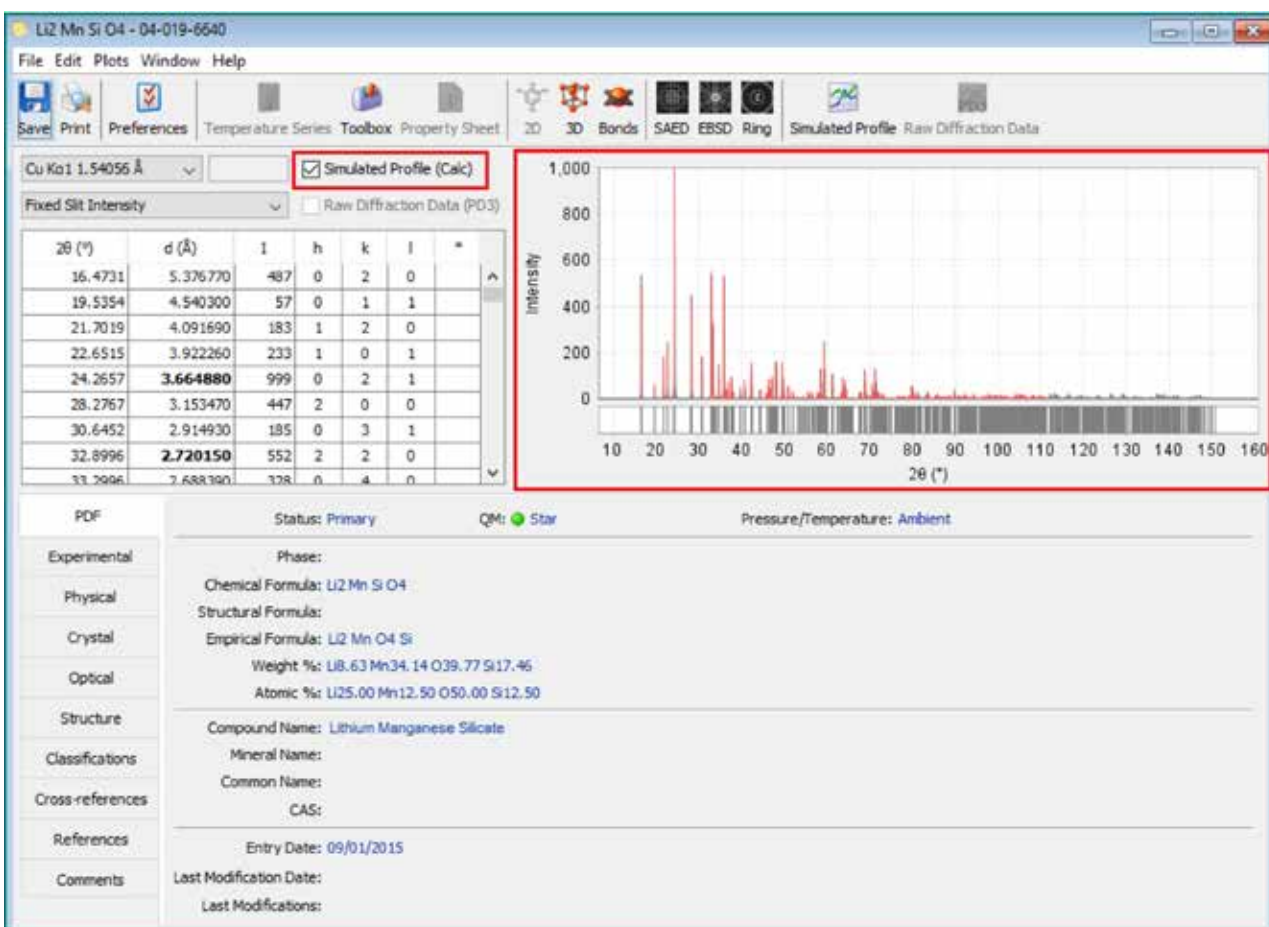 Li2 Mn Si O4 - 04-019-6640
File Edit Plots Window Help
Save Print Preferences Temperature Series Toolbox Property Sheet 2D 3D Bonds SAED EBSD Ring Simulated Profile Raw Diffraction Data
Cu Kα1 1.54056 Å Simulated Profile (Calc)
Fixed Slit Intensity Raw Diffraction Data (PD3)
2θ (°) d (Å) I h k l *
16.4731 5.376770 487 0 2 0
19.5354 4.540300 57 0 1 1
21.7019 4.091690 183 1 2 0
22.6515 3.922260 233 1 0 1
24.2657 3.664880 999 0 2 1
28.2767 3.153470 447 2 0 0
30.6452 2.914930 185 0 3 1
32.8996 2.720150 552 2 2 0
33.2996 2.688390 328 0 4 0
Intensity
1,000
800
600
400
200
0
10 20 30 40 50 60 70 80 90 100 110 120 130 140 150 160
2θ (°)
PDF
Experimental
Physical
Crystal
Optical
Structure
Classifications
Cross-references
References
Comments
Status: Primary QM: Star Pressure/Temperature: Ambient
Phase:
Chemical Formula: Li2 Mn Si O4
Structural Formula:
Empirical Formula: Li2 Mn O4 Si
Weight %: Li8.63 Mn34.14 O39.77 Si17.46
Atomic %: Li25.00 Mn12.50 O50.00 Si12.50
Compound Name: Lithium Manganese Silicate
Mineral Name:
Common Name:
CAS:
Entry Date: 09/01/2015
Last Modification Date:
Last Modifications: